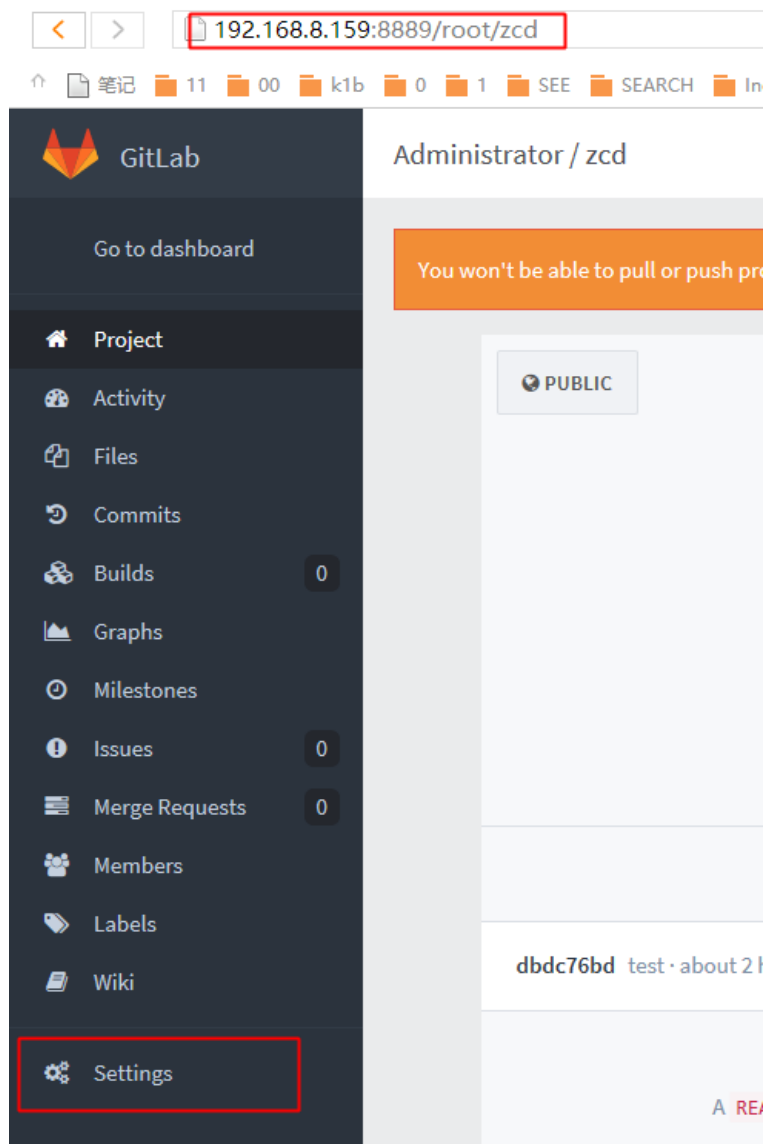 192.168.8.159:8889/root/zcd
笔记 11 00 k1b 0 1 SEE SEARCH In
GitLab
Administrator / zcd
Go to dashboard
You won't be able to pull or push pr
Project
PUBLIC
Activity
Files
Commits
Builds 0
Graphs
Milestones
Issues 0
Merge Requests 0
Members
Labels
dbdc76bd test · about 2 h
Wiki
Settings
A REA